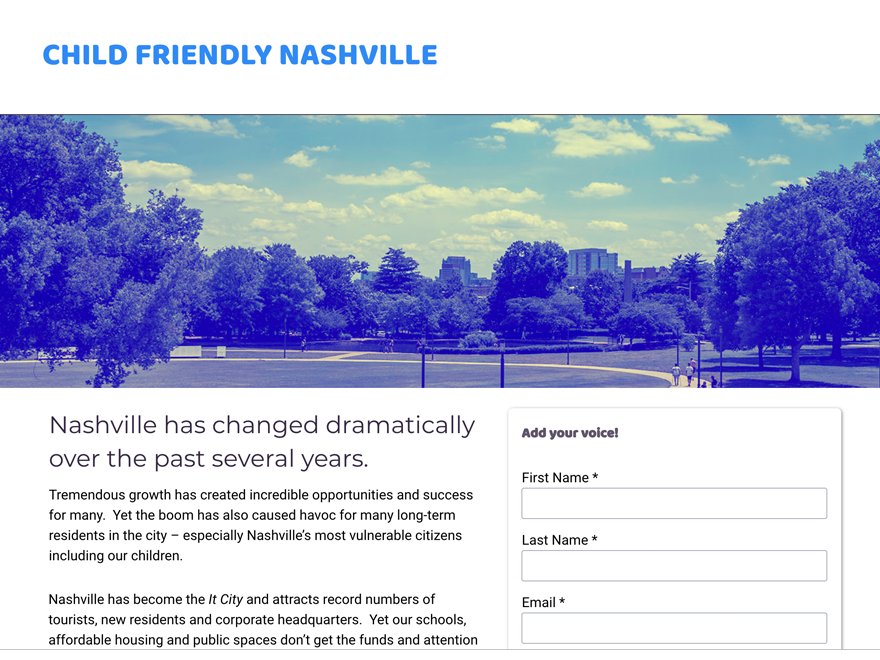 CHILD FRIENDLY NASHVILLE
Nashville has changed dramatically
over the past several years.
Tremendous growth has created incredible opportunities and success
for many.  Yet the boom has also caused havoc for many long-term
residents in the city – especially Nashville’s most vulnerable citizens
including our children.
Nashville has become the It City and attracts record numbers of
tourists, new residents and corporate headquarters.  Yet our schools,
affordable housing and public spaces don’t get the funds and attention
Add your voice!
First Name *
Last Name *
Email *